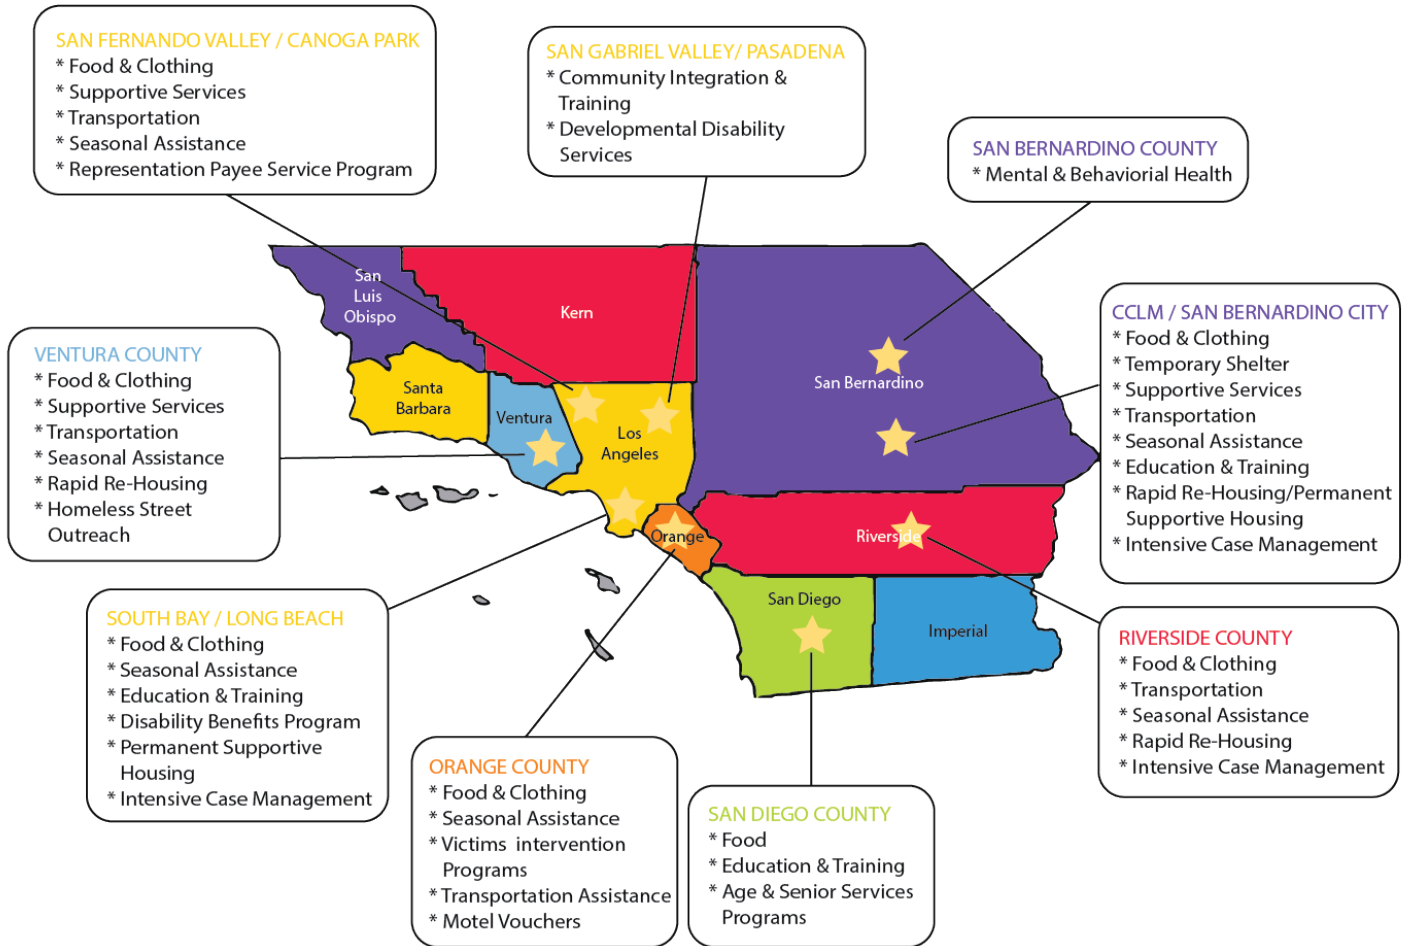 SAN FERNANDO VALLEY / CANOGA PARK
* Food & Clothing
* Supportive Services
* Transportation
* Seasonal Assistance
* Representation Payee Service Program
SAN GABRIEL VALLEY/ PASADENA
* Community Integration &
Training
* Developmental Disability
Services
SAN BERNARDINO COUNTY
* Mental & Behaviorial Health
CCLM / SAN BERNARDINO CITY
* Food & Clothing
* Temporary Shelter
* Supportive Services
* Transportation
* Seasonal Assistance
* Education & Training
* Rapid Re-Housing/Permanent
Supportive Housing
* Intensive Case Management
San
Luis
Obispo
Kern
San Bernardino
Santa
Barbara
Ventura
Los
Angeles
Orange
Riverside
San Diego
Imperial
VENTURA COUNTY
* Food & Clothing
* Supportive Services
* Transportation
* Seasonal Assistance
* Rapid Re-Housing
* Homeless Street
Outreach
SOUTH BAY / LONG BEACH
* Food & Clothing
* Seasonal Assistance
* Education & Training
* Disability Benefits Program
* Permanent Supportive
Housing
* Intensive Case Management
ORANGE COUNTY
* Food & Clothing
* Seasonal Assistance
* Victims intervention
Programs
* Transportation Assistance
* Motel Vouchers
SAN DIEGO COUNTY
* Food
* Education & Training
* Age & Senior Services
Programs
RIVERSIDE COUNTY
* Food & Clothing
* Transportation
* Seasonal Assistance
* Rapid Re-Housing
* Intensive Case Management